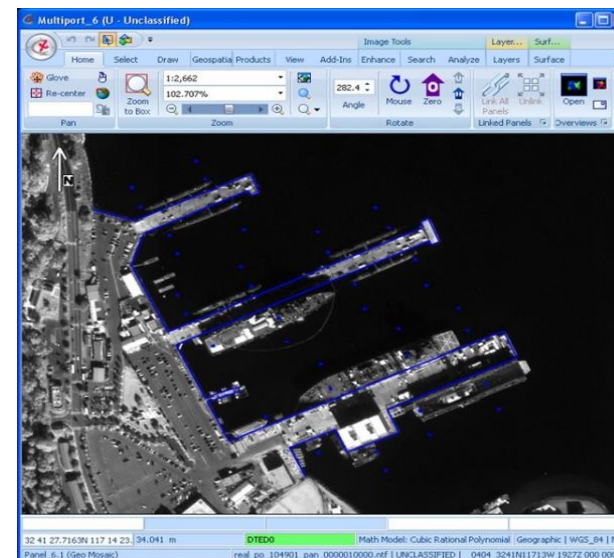 Multiport_6 (U - Unclassified)
Image Tools Layer... Surf...
Home Select Draw Geospatia Products View Add-Ins Enhance Search Analyze Layers Surface
Glove
Re-center
Pan
Zoom to Box
1:2,662
102.707%
Zoom
282.4
Angle
Mouse
Zero
Rotate
Link All Panels
Unlink
Linked Panels
Open
Overviews
N
32 41 27.7163N 117 14 23. 34.041 m DTED0 Math Model: Cubic Rational Polynomial Geographic | WGS_84 |
Panel 6.1 (Geo Mosaic) real_po_104901_pan_0000010000.ntf | UNCLASSIFIED | 0404 3241N11713W 1927Z